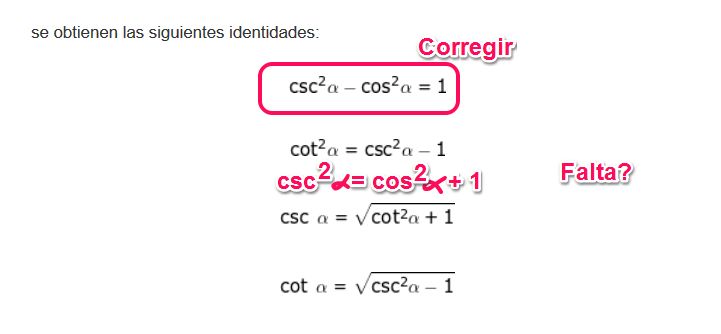 se obtienen las siguientes identidades:
Corregir
csc²α – cos²α = 1
cot²α = csc²α – 1
csc²α = cos²α + 1
Falta?
csc α = √cot²α + 1
cot α = √csc²α – 1